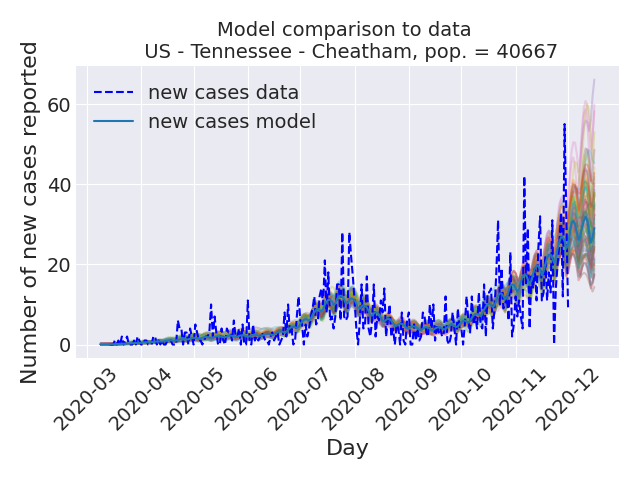 Model comparison to data
US - Tennessee - Cheatham, pop. = 40667
Number of new cases reported
new cases data
new cases model
60
40
20
0
2020-03
2020-04
2020-05
2020-06
2020-07
2020-08
2020-09
2020-10
2020-11
2020-12
Day